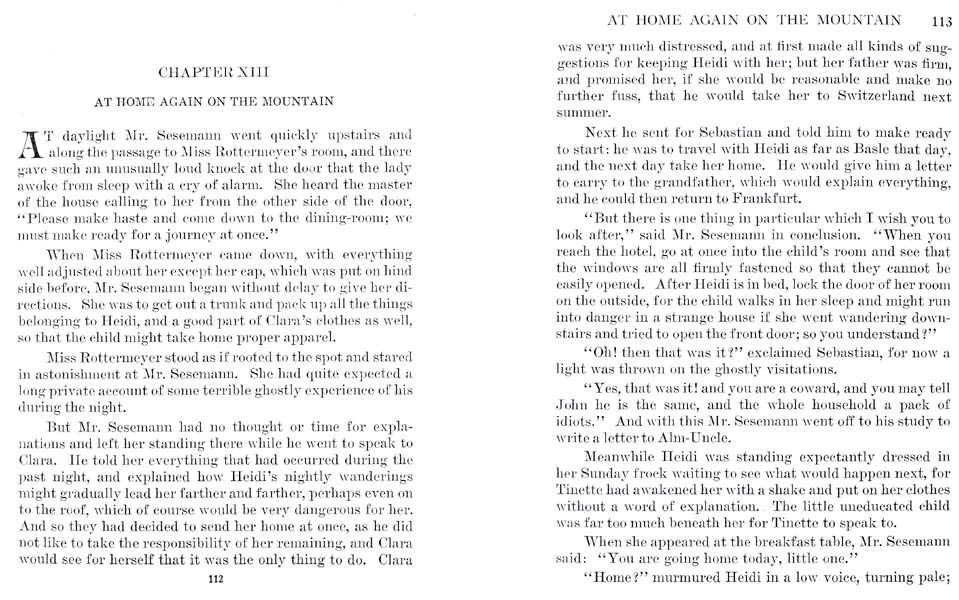 CHAPTER XIII
AT HOME AGAIN ON THE MOUNTAIN
AT daylight Mr. Sesemann went quickly upstairs and
along the passage to Miss Rottermeyer's room, and there
gave such an unusually loud knock at the door that the lady
awoke from sleep with a cry of alarm. She heard the master
of the house calling to her from the other side of the door,
“Please make haste and come down to the dining-room; we
must make ready for a journey at once.”
When Miss Rottermeyer came down, with everything
well adjusted about her except her cap, which was put on hind
side before, Mr. Sesemann began without delay to give her di-
rections. She was to get out a trunk and pack up all the things
belonging to Heidi, and a good part of Clara's clothes as well,
so that the child might take home proper apparel.
Miss Rottermeyer stood as if rooted to the spot and stared
in astonishment at Mr. Sesemann. She had quite expected a
long private account of some terrible ghostly experience of his
during the night.
But Mr. Sesemann had no thought or time for expla-
nations and left her standing there while he went to speak to
Clara. He told her everything that had occurred during the
past night, and explained how Heidi's nightly wanderings
might gradually lead her farther and farther, perhaps even on
to the roof, which of course would be very dangerous for her.
And so they had decided to send her home at once, as he did
not like to take the responsibility of her remaining, and Clara
would see for herself that it was the only thing to do. Clara
112
AT HOME AGAIN ON THE MOUNTAIN 113
was very much distressed, and at first made all kinds of sug-
gestions for keeping Heidi with her; but her father was firm,
and promised her, if she would be reasonable and make no
further fuss, that he would take her to Switzerland next
summer.
Next he sent for Sebastian and told him to make ready
to start: he was to travel with Heidi as far as Basle that day,
and the next day take her home. He would give him a letter
to carry to the grandfather, which would explain everything,
and he could then return to Frankfurt.
“But there is one thing in particular which I wish you to
look after,” said Mr. Sesemann in conclusion. “When you
reach the hotel, go at once into the child's room and see that
the windows are all firmly fastened so that they cannot be
easily opened. After Heidi is in bed, lock the door of her room
on the outside, for the child walks in her sleep and might run
into danger in a strange house if she went wandering down-
stairs and tried to open the front door; so you understand?”
“Oh! then that was it?” exclaimed Sebastian, for now a
light was thrown on the ghostly visitations.
“Yes, that was it! and you are a coward, and you may tell
John he is the same, and the whole household a pack of
idiots.” And with this Mr. Sesemann went off to his study to
write a letter to Alm-Uncle.
Meanwhile Heidi was standing expectantly dressed in
her Sunday frock waiting to see what would happen next, for
Tinette had awakened her with a shake and put on her clothes
without a word of explanation. The little uneducated child
was far too much beneath her for Tinette to speak to.
When she appeared at the breakfast table, Mr. Sesemann
said: “You are going home today, little one.”
“Home?” murmured Heidi in a low voice, turning pale;